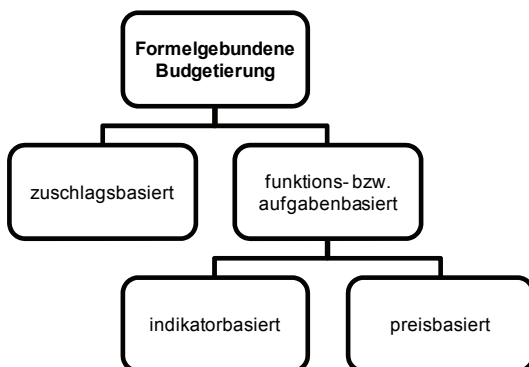 Formelgebundene
Budgetierung
zuschlagsbasiert
funktions- bzw.
aufgabenbasiert
indikatorbasiert
preisbasiert